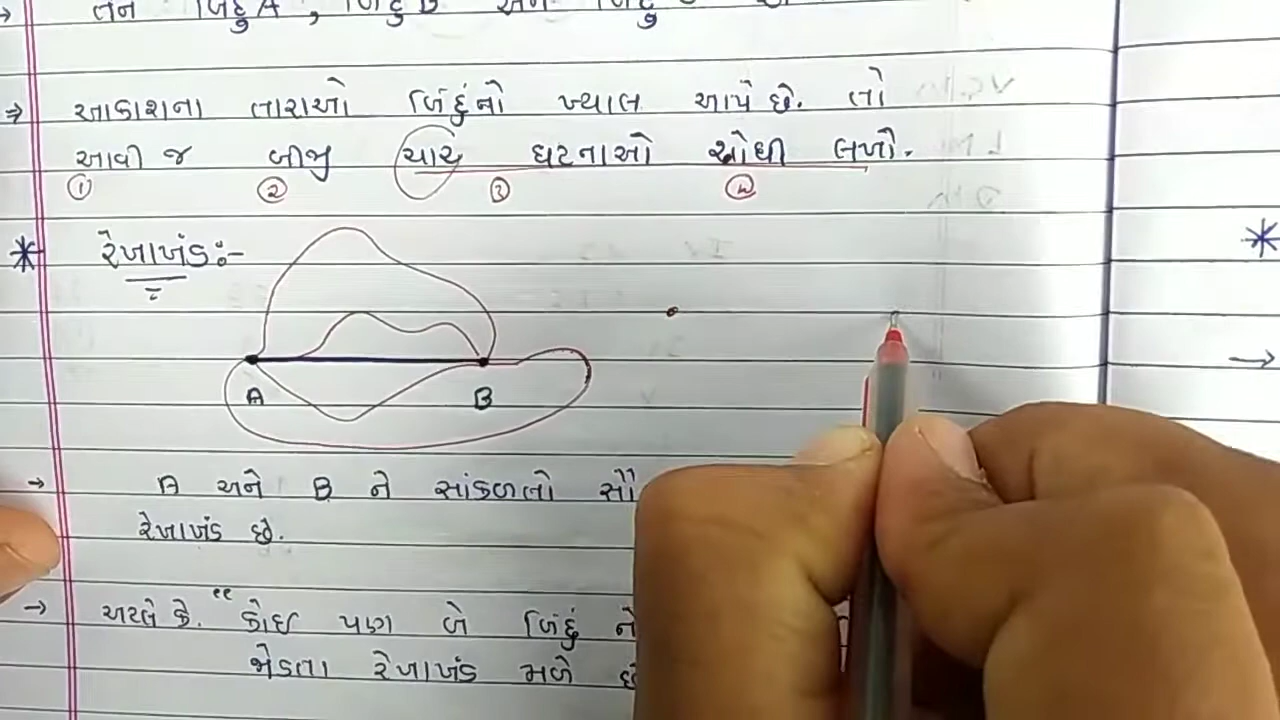 ⇒ આકાશના તારાઓ બિંદુંનો ખ્યાલ આપે છે. તો
આવી જ બીજી ચાર ઘટનાઓ શોધી લખો.
① ② ③ ④
* રેખાખંડ:-
A B
→ A અને B ને સાંકળતો સૌ
રેખાખંડ છે.
→ એટલે કે. "કોઈ પણ બે બિંદું ને
જોડતા રેખાખંડ મળે છે